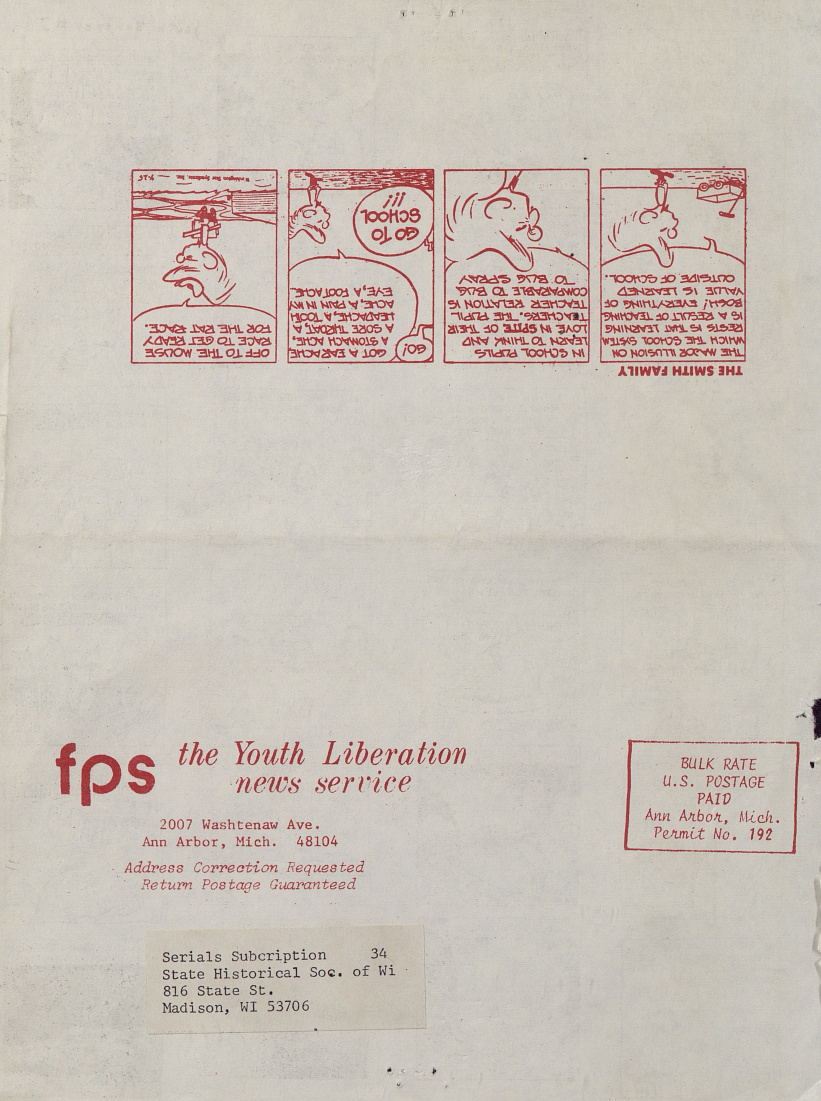 THE SMITH FAMILY
THE MAJOR ILLUSION ON
WHICH THE SCHOOL SYSTEM
RESTS IS THAT LEARNING
IS A RESULT OF TEACHING
BOSH! EVERYTHING OF
VALUE IS LEARNED
OUTSIDE OF SCHOOL..
IN SCHOOL PUPILS
LEARN TO THINK AND
LOVE IN SPITE OF THEIR
TEACHERS". THE PUPIL
TEACHER RELATION IS
COMPARABLE TO BUG
TO BUG SPRAY
GO!
GOT A EARACHE
A STOMACH ACHE,
A SORE THROAT, A
HEADACHE, A TOOTH
ACHE, A PAIN IN MY
EYE, A FOOTACHE..
GO TO
SCHOOL
!!!
OFF TO THE MOUSE
RACE TO GET READY
FOR THE RAT RACE.
Washington Star Syndicate, Inc.
fps the Youth Liberation
news service
2007 Washtenaw Ave.
Ann Arbor, Mich. 48104
Address Correction Requested
Return Postage Guaranteed
BULK RATE
U.S. POSTAGE
PAID
Ann Arbor, Mich.
Permit No. 192
Serials Subcription 34
State Historical Soc. of Wi
816 State St.
Madison, WI 53706